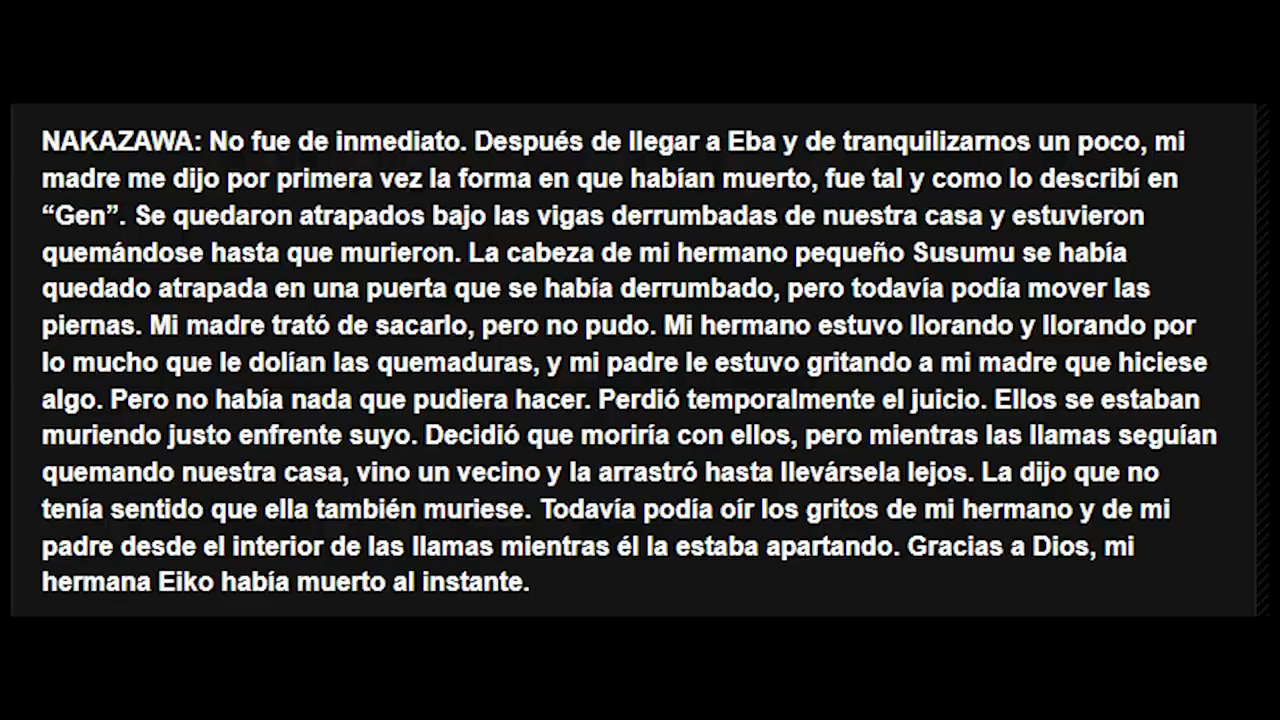 NAKAZAWA: No fue de inmediato. Después de llegar a Eba y de tranquilizarnos un poco, mi
madre me dijo por primera vez la forma en que habían muerto, fue tal y como lo describí en
“Gen”. Se quedaron atrapados bajo las vigas derrumbadas de nuestra casa y estuvieron
quemándose hasta que murieron. La cabeza de mi hermano pequeño Susumu se había
quedado atrapada en una puerta que se había derrumbado, pero todavía podía mover las
piernas. Mi madre trató de sacarlo, pero no pudo. Mi hermano estuvo llorando y llorando por
lo mucho que le dolían las quemaduras, y mi padre le estuvo gritando a mi madre que hiciese
algo. Pero no había nada que pudiera hacer. Perdió temporalmente el juicio. Ellos se estaban
muriendo justo enfrente suyo. Decidió que moriría con ellos, pero mientras las llamas seguían
quemando nuestra casa, vino un vecino y la arrastró hasta llevársela lejos. La dijo que no
tenía sentido que ella también muriese. Todavía podía oír los gritos de mi hermano y de mi
padre desde el interior de las llamas mientras él la estaba apartando. Gracias a Dios, mi
hermana Eiko había muerto al instante.